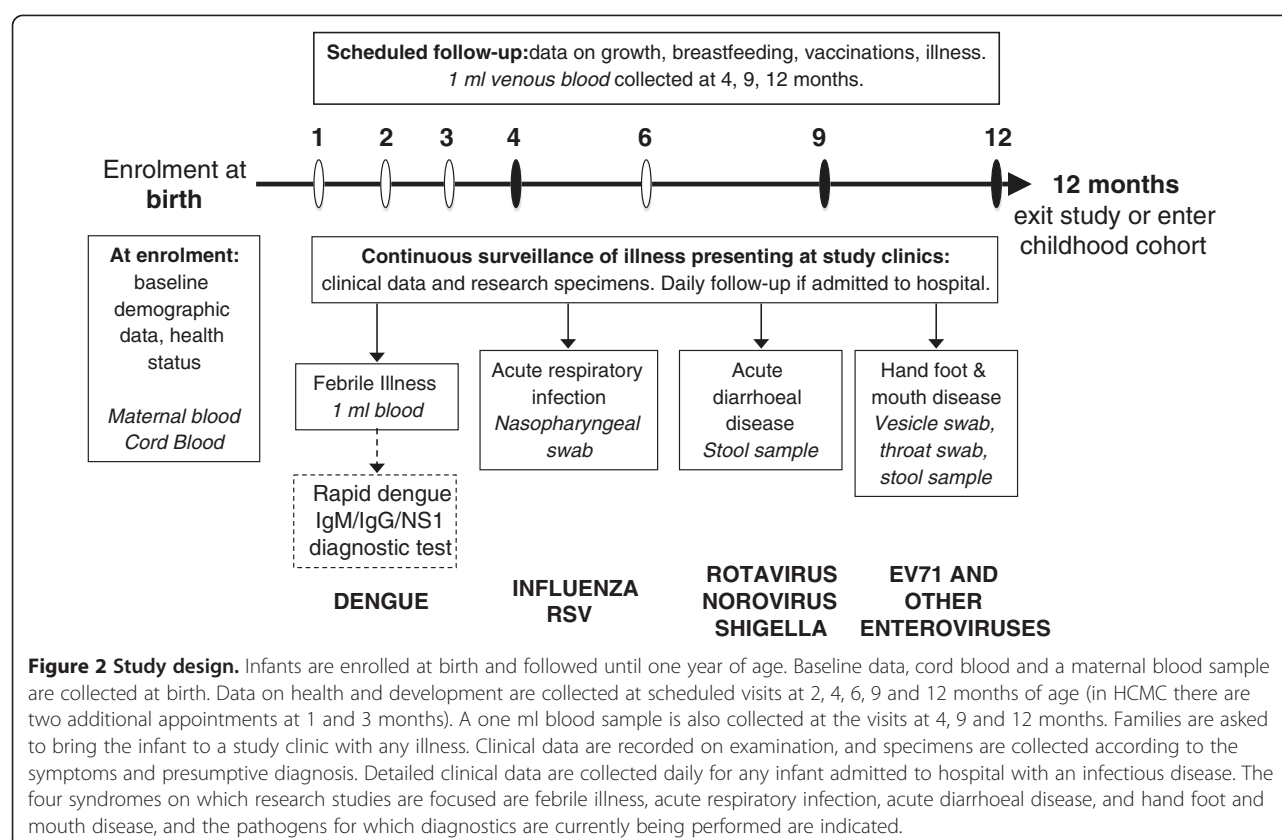 Scheduled follow-up:data on growth, breastfeeding, vaccinations, illness.
1 ml venous blood collected at 4, 9, 12 months.
1 2 3 4 6 9 12
Enrolment at
birth
12 months
exit study or enter
childhood cohort
At enrolment:
baseline
demographic
data, health
status
Maternal blood
Cord Blood
Continuous surveillance of illness presenting at study clinics:
clinical data and research specimens. Daily follow-up if admitted to hospital.
Febrile Illness
1 ml blood
Rapid dengue
IgM/IgG/NS1
diagnostic test
DENGUE
Acute respiratory
infection
Nasopharyngeal
swab
INFLUENZA
RSV
Acute
diarrhoeal
disease
Stool sample
ROTAVIRUS
NOROVIRUS
SHIGELLA
Hand foot &
mouth disease
Vesicle swab,
throat swab,
stool sample
EV71 AND
OTHER
ENTEROVIRUSES
Figure 2 Study design. Infants are enrolled at birth and followed until one year of age. Baseline data, cord blood and a maternal blood sample
are collected at birth. Data on health and development are collected at scheduled visits at 2, 4, 6, 9 and 12 months of age (in HCMC there are
two additional appointments at 1 and 3 months). A one ml blood sample is also collected at the visits at 4, 9 and 12 months. Families are asked
to bring the infant to a study clinic with any illness. Clinical data are recorded on examination, and specimens are collected according to the
symptoms and presumptive diagnosis. Detailed clinical data are collected daily for any infant admitted to hospital with an infectious disease. The
four syndromes on which research studies are focused are febrile illness, acute respiratory infection, acute diarrhoeal disease, and hand foot and
mouth disease, and the pathogens for which diagnostics are currently being performed are indicated.